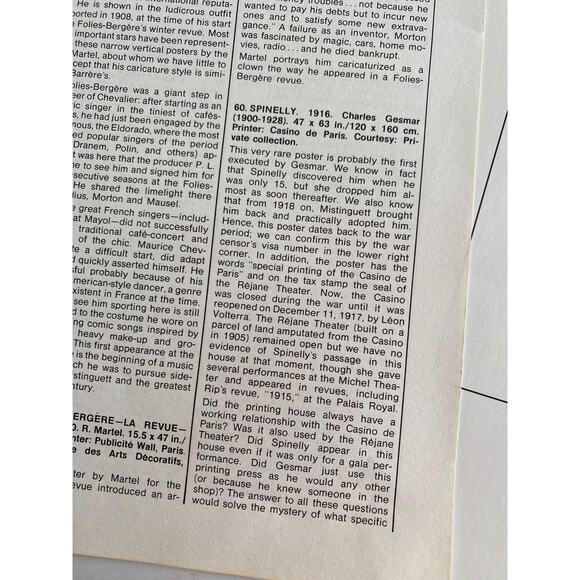 reputa-
He is shown in the ludicrous outfit
ported in 1908, at the time of his start
e Folies-Bergère's winter revue. Most
important stars have been represent-
these narrow vertical posters by the
Martel, about whom we have little to
cept that his caricature style is simi-
Barrère's.
olies-Bergère was a giant step in
eer of Chevalier: after starting as an
ic singer in the tiniest of cafés-
s, he had just been engaged by the
nous, the Eldorado, where the most
ed popular singers of the period
Dranem, Polin, and others) ap-
t was here that the producer P. L.
ne to see him and signed him for
secutive seasons at the Folies-
He shared the limelight there
lius, Morton and Mausel.
e great French singers—includ-
at Mayol—did not successfully
traditional café-concert and
of the chic. Maurice Chev-
te a difficult start, did adapt
d quickly asserted himself. He
sful probably because of his
merican-style dancer, a genre
existent in France at the time.
see him sporting here is still
d to the costume he wore on
ing comic songs inspired by
heavy make-up and gro-
This first appearance at the
e is the beginning of a music
ch he was to pursue side-
istinguett and the greatest
entury.
BERGÈRE—LA REVUE—
O. R. Martel. 15.5 x 47 in./
inter: Publicité Wall, Paris.
e des Arts Décoratifs,
ter by Martel for the
evue introduced an ar-
troubles . . . not because he
wanted to pay his debts but to incur new
ones and to satisfy some new extrava-
gance." A failure as an inventor, Morton
was fascinated by magic, cars, home mo-
vies, radio . . . and he died bankrupt.
Martel portrays him caricaturized as a
clown the way he appeared in a Folies-
Bergère revue.
60. SPINELLY. 1916. Charles Gesmar
(1900-1928). 47 x 63 in./120 x 160 cm.
Printer: Casino de Paris. Courtesy: Pri-
vate collection.
This very rare poster is probably the first
executed by Gesmar. We know in fact
that Spinelly discovered him when he
was only 15, but she dropped him al-
most as soon thereafter. We also know
that from 1918 on, Mistinguett brought
him back and practically adopted him.
Hence, this poster dates back to the war
period; we can confirm this by the war
censor's visa number in the lower right
corner. In addition, the poster has the
words "special printing of the Casino de
Paris" and on the tax stamp the seal of
the Réjane Theater. Now, the Casino
was closed during the war until it was
reopened on December 11, 1917, by Léon
Volterra. The Réjane Theater (built on a
parcel of land amputated from the Casino
in 1905) remained open but we have no
evidence of Spinelly's passage in this
house at that moment, though she gave
several performances at the Michel Thea-
ter and appeared in revues, including
Rip's revue, "1915," at the Palais Royal.
Did the printing house always have a
working relationship with the Casino de
Paris? Was it also used by the Réjane
Theater? Did Spinelly appear in this
house even if it was only for a gala per-
formance. Did Gesmar just use this
printing press as he would any other
(or because he knew someone in the
shop)? The answer to all these questions
would solve the mystery of what specific